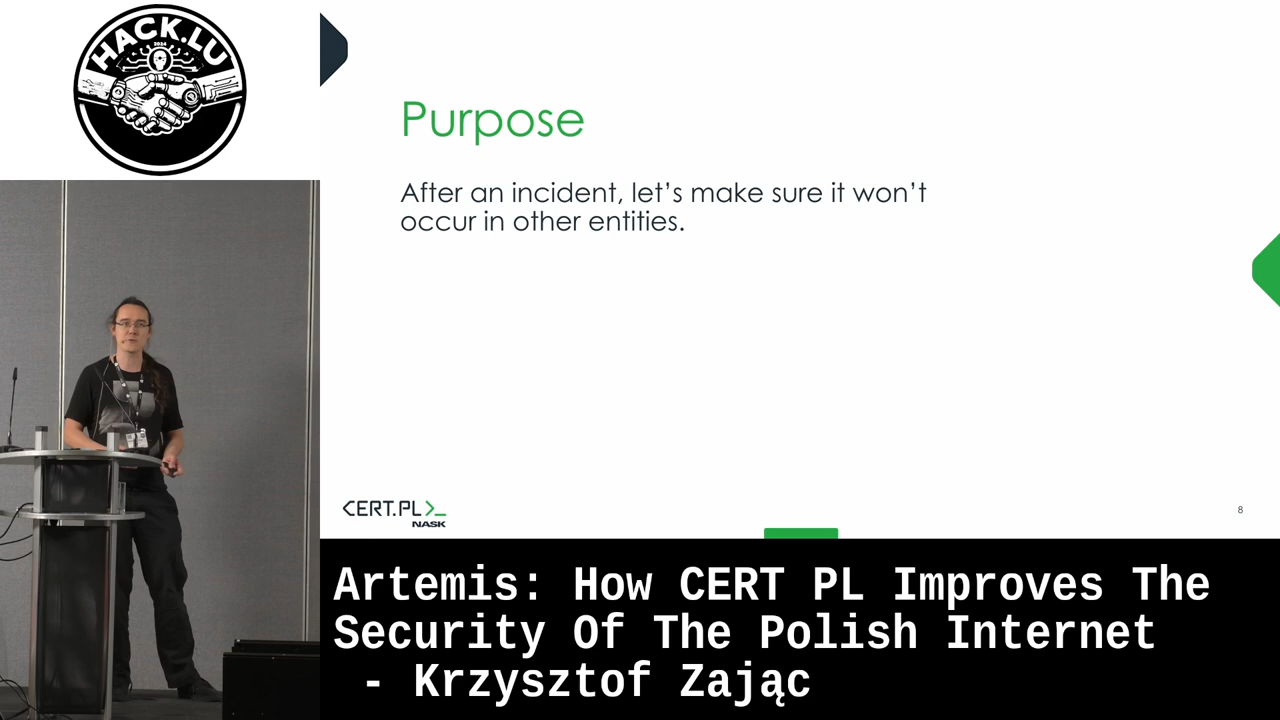 HACK.LU
2024
Purpose
After an incident, let’s make sure it won’t
occur in other entities.
CERT.PL>_
NASK
8
Artemis: How CERT PL Improves The
Security Of The Polish Internet
- Krzysztof Zając